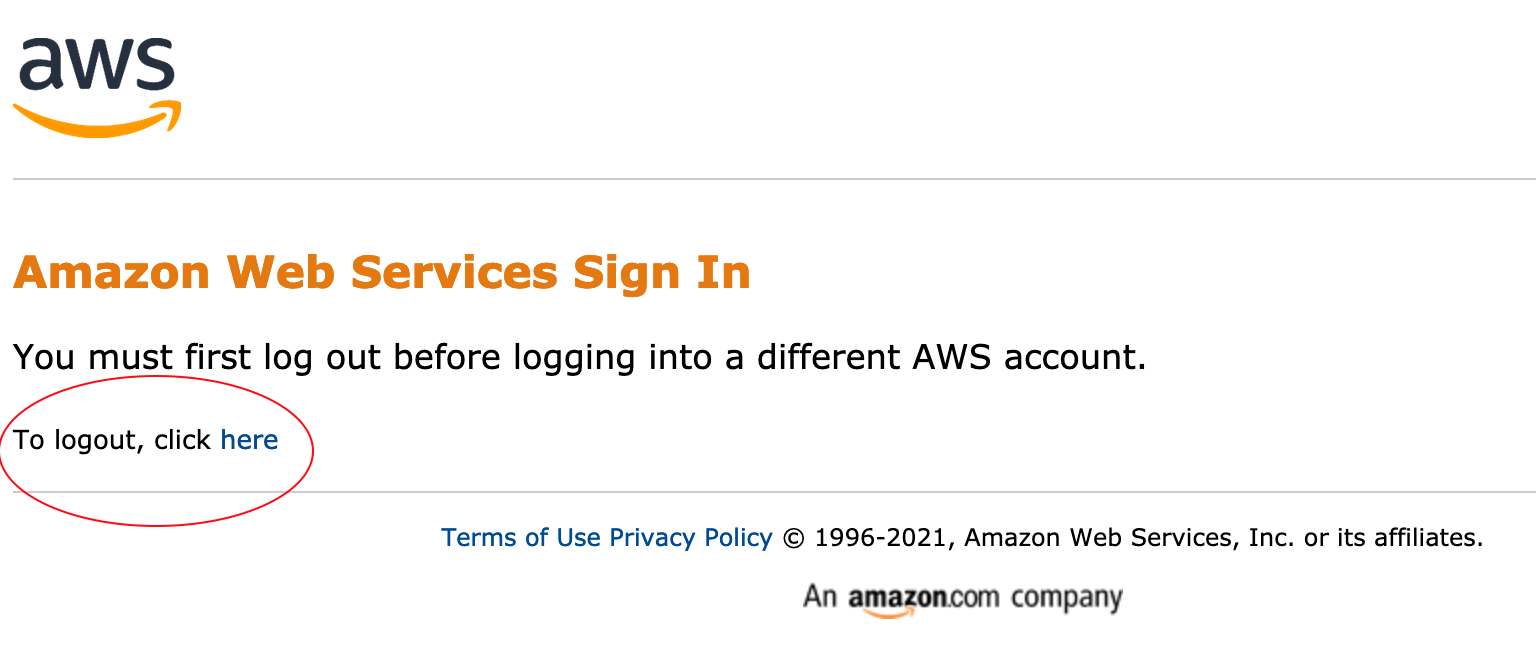 aws
Amazon Web Services Sign In
You must first log out before logging into a different AWS account.
To logout, click here
Terms of Use Privacy Policy © 1996-2021, Amazon Web Services, Inc. or its affiliates.
An amazon.com company